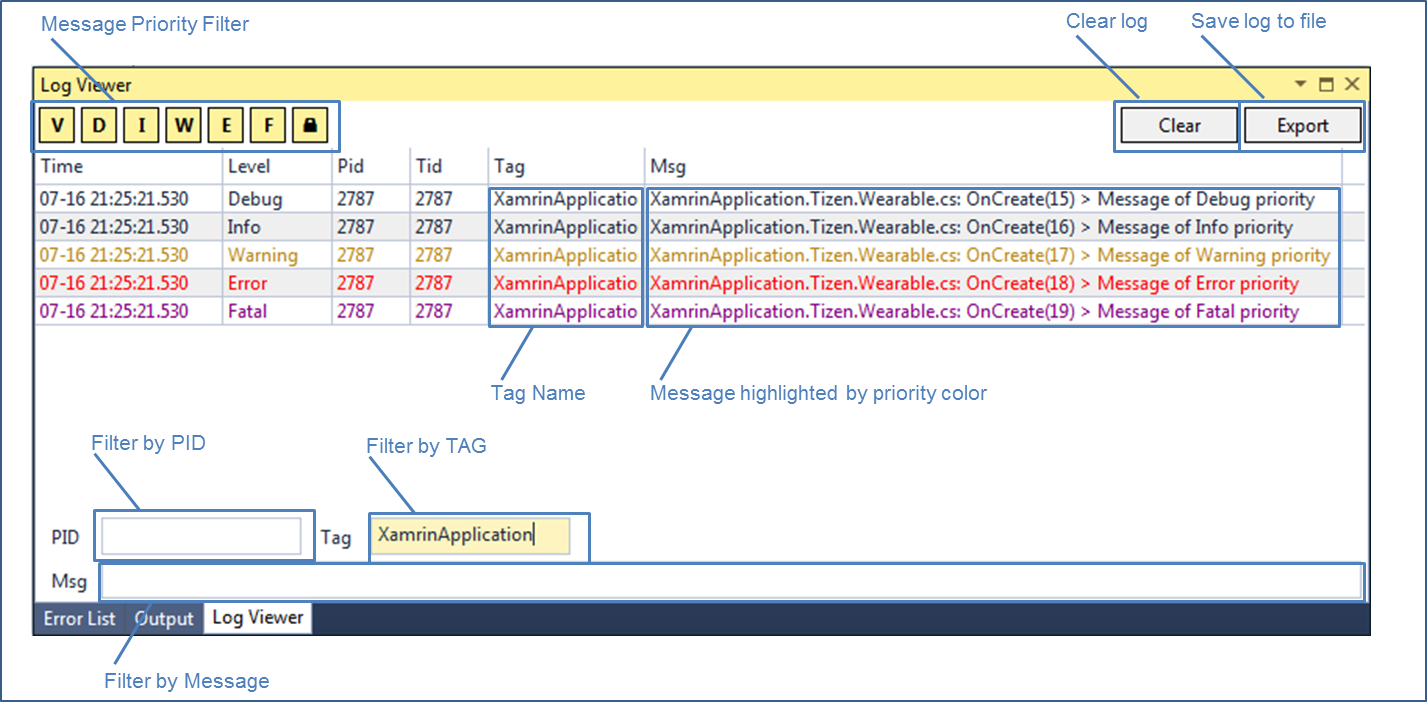 Message Priority Filter
Clear log
Save log to file
Log Viewer
V D I W E F
Clear
Export
Time Level Pid Tid Tag Msg
07-16 21:25:21.530 Debug 2787 2787 XamrinApplicatio XamrinApplication.Tizen.Wearable.cs: OnCreate(15) > Message of Debug priority
07-16 21:25:21.530 Info 2787 2787 XamrinApplicatio XamrinApplication.Tizen.Wearable.cs: OnCreate(16) > Message of Info priority
07-16 21:25:21.530 Warning 2787 2787 XamrinApplicatio XamrinApplication.Tizen.Wearable.cs: OnCreate(17) > Message of Warning priority
07-16 21:25:21.530 Error 2787 2787 XamrinApplicatio XamrinApplication.Tizen.Wearable.cs: OnCreate(18) > Message of Error priority
07-16 21:25:21.530 Fatal 2787 2787 XamrinApplicatio XamrinApplication.Tizen.Wearable.cs: OnCreate(19) > Message of Fatal priority
Tag Name
Message highlighted by priority color
Filter by PID
Filter by TAG
PID
Tag XamrinApplication
Msg
Error List Output Log Viewer
Filter by Message